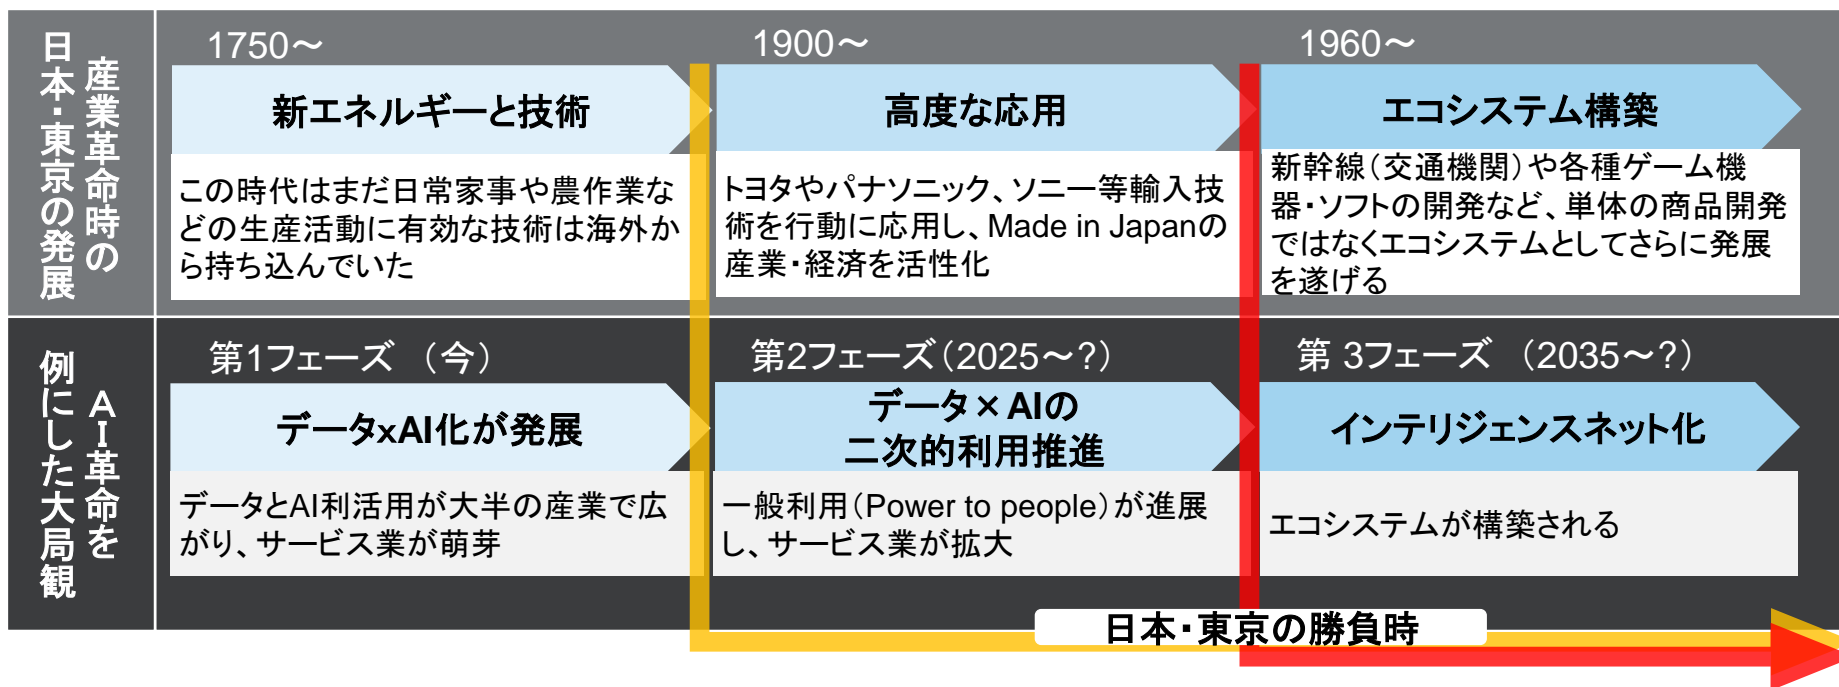 産業革命時の
日本・東京の発展
1750～
新エネルギーと技術
この時代はまだ日常家事や農作業な
どの生産活動に有効な技術は海外か
ら持ち込んでいた
1900～
高度な応用
トヨタやパナソニック、ソニー等輸入技
術を行動に応用し、Made in Japanの
産業・経済を活性化
1960～
エコシステム構築
新幹線（交通機関）や各種ゲーム機
器・ソフトの開発など、単体の商品開発
ではなくエコシステムとしてさらに発展
を遂げる
ＡＩ革命を
例にした大局観
第1フェーズ （今）
データxAI化が発展
データとAI利活用が大半の産業で広
がり、サービス業が萌芽
第2フェーズ（2025～?）
データ×AIの
二次的利用推進
一般利用（Power to people）が進展
し、サービス業が拡大
第 3フェーズ （2035～?）
インテリジェンスネット化
エコシステムが構築される
日本・東京の勝負時